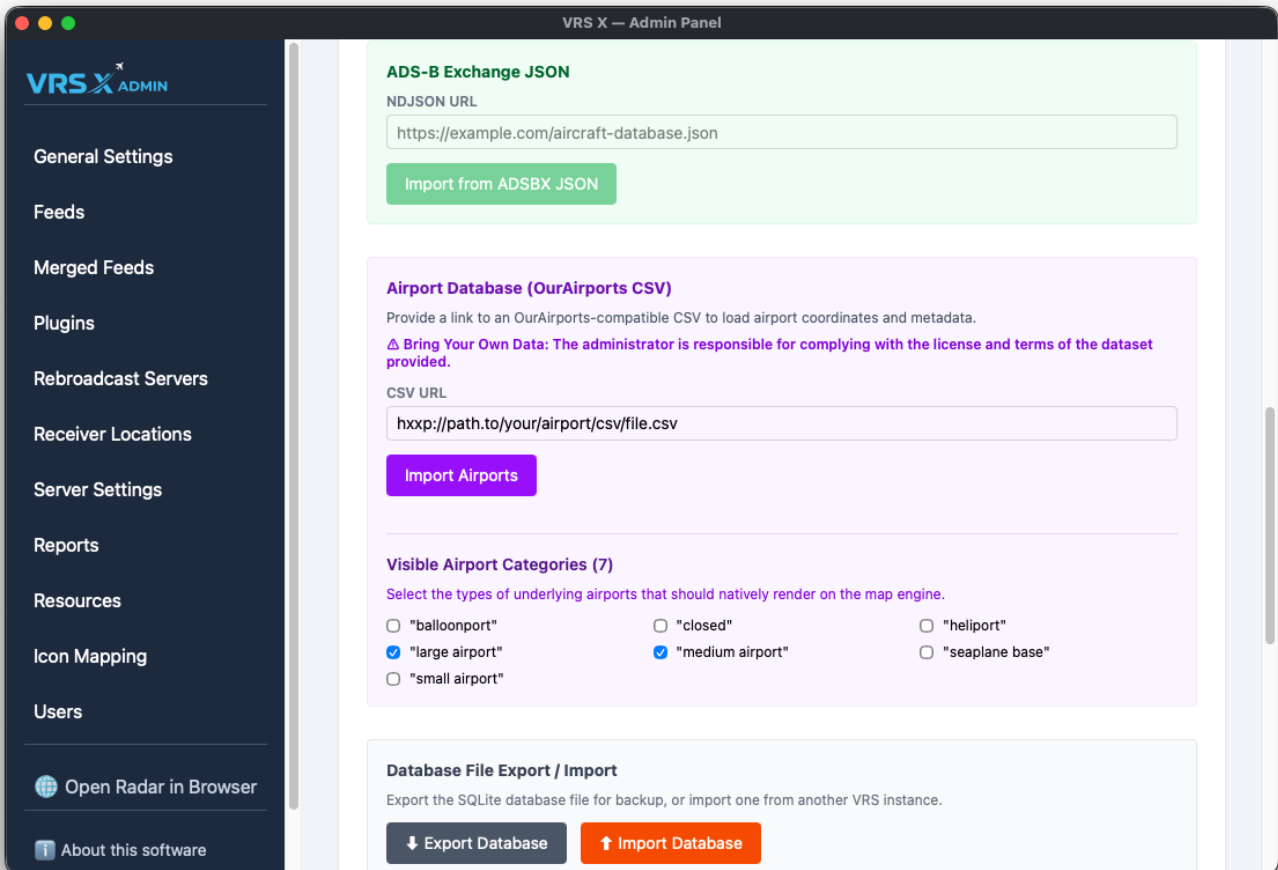 VRS X — Admin Panel
VRS X ADMIN
General Settings
Feeds
Merged Feeds
Plugins
Rebroadcast Servers
Receiver Locations
Server Settings
Reports
Resources
Icon Mapping
Users
Open Radar in Browser
About this software
ADS-B Exchange JSON
NDJSON URL
https://example.com/aircraft-database.json
Import from ADSBX JSON
Airport Database (OurAirports CSV)
Provide a link to an OurAirports-compatible CSV to load airport coordinates and metadata.
⚠ Bring Your Own Data: The administrator is responsible for complying with the license and terms of the dataset
provided.
CSV URL
hxxp://path.to/your/airport/csv/file.csv
Import Airports
Visible Airport Categories (7)
Select the types of underlying airports that should natively render on the map engine.
"balloonport" "closed" "heliport"
"large airport" "medium airport" "seaplane base"
"small airport"
Database File Export / Import
Export the SQLite database file for backup, or import one from another VRS instance.
⬇ Export Database ⬆ Import Database